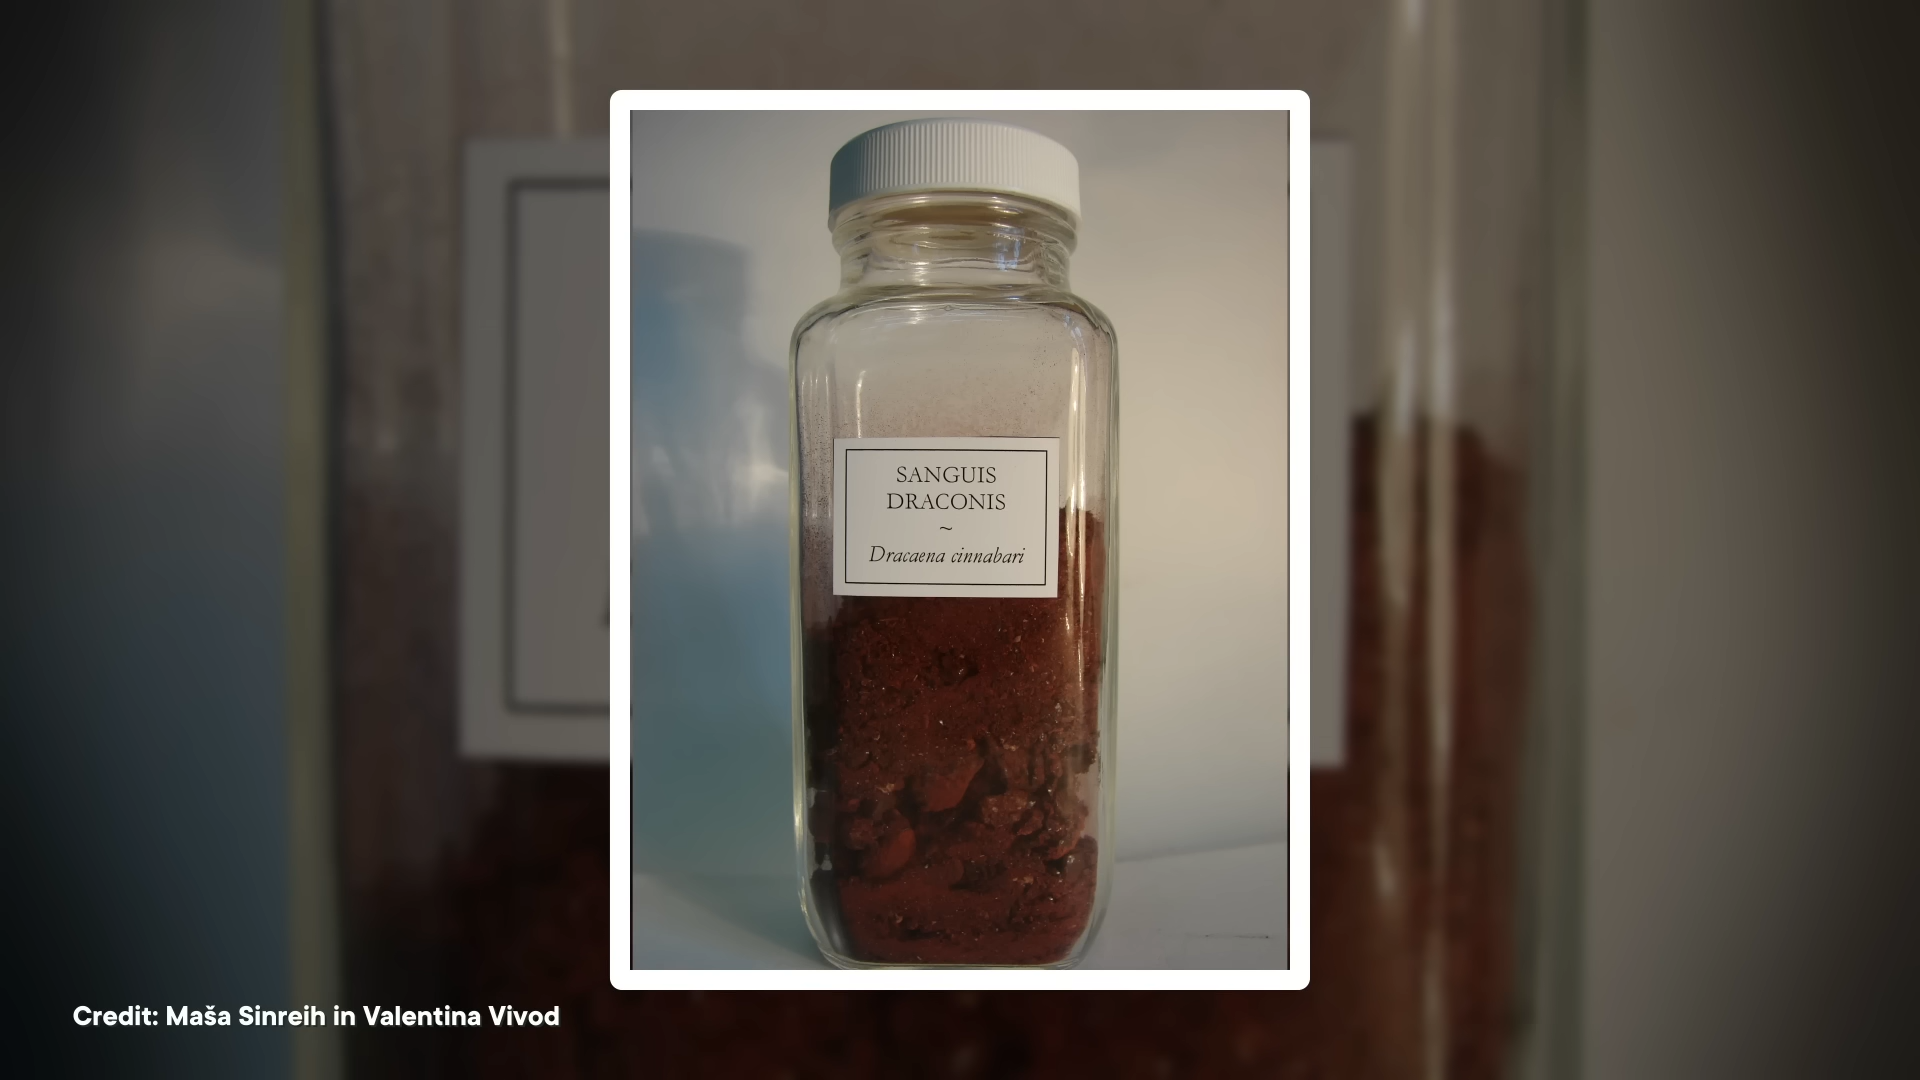 SANGUIS
DRACONIS
~
Dracaena cinnabari
Credit: Maša Sinreih in Valentina Vivod